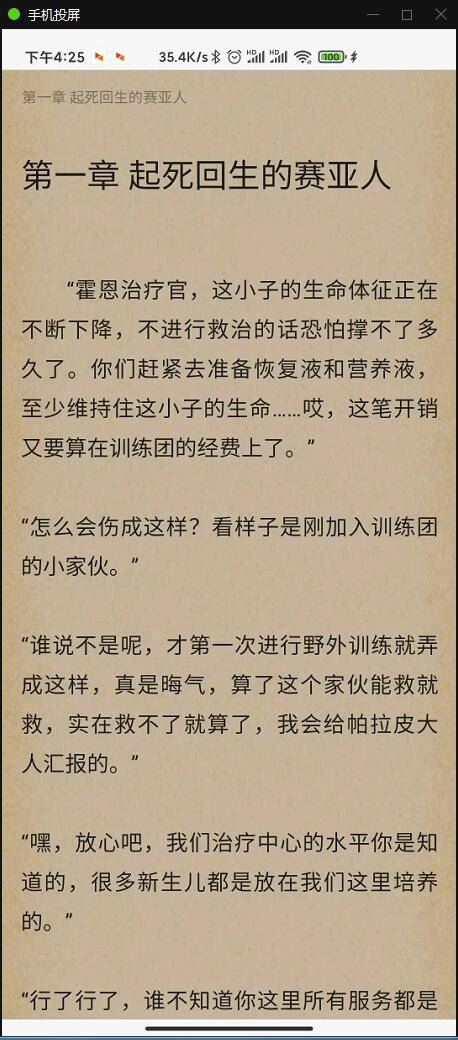 手机投屏
下午4:25 35.4K/s HD HD 100
第一章 起死回生的赛亚人
第一章 起死回生的赛亚人
“霍恩治疗官，这小子的生命体征正在
不断下降，不进行救治的话恐怕撑不了多
久了。你们赶紧去准备恢复液和营养液，
至少维持住这小子的生命……哎，这笔开销
又要算在训练团的经费上了。”
“怎么会伤成这样？看样子是刚加入训练团
的小家伙。”
“谁说不是呢，才第一次进行野外训练就弄
成这样，真是晦气，算了这个家伙能救就
救，实在救不了就算了，我会给帕拉皮大
人汇报的。”
“嘿，放心吧，我们治疗中心的水平你是知
道的，很多新生儿都是放在我们这里培养
的。”
“行了行了，谁不知道你这里所有服务都是